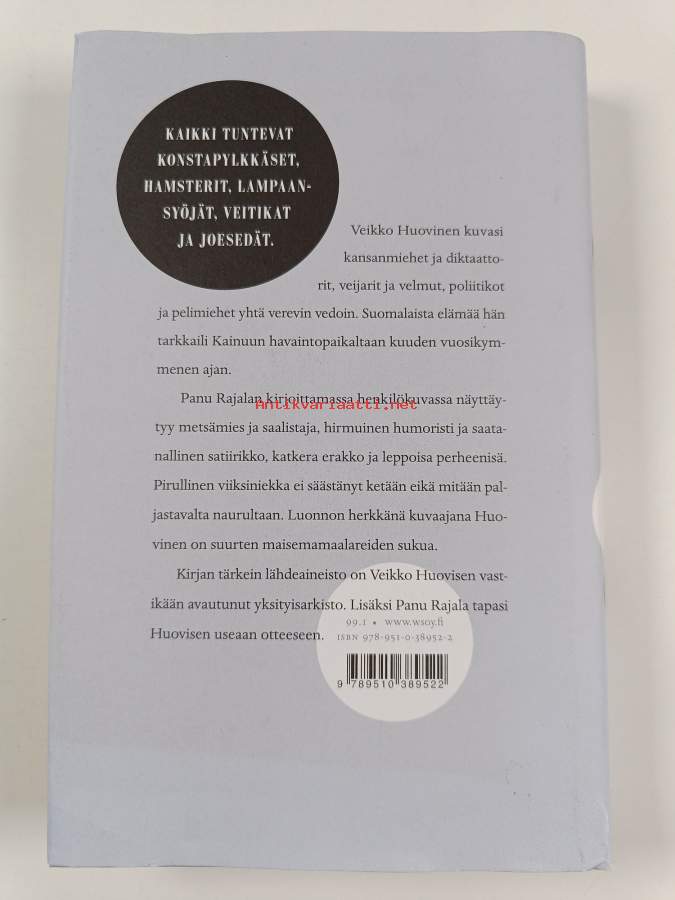 KAIKKI TUNTEVAT
KONSTAPYLKKÄSET,
HAMSTERIT, LAMPAAN-
SYÖJÄT, VEITIKAT
JA JOESEDÄT.
Veikko Huovinen kuvasi
kansanmiehet ja diktaatto-
rit, veijarit ja velmut, poliitikot
ja pelimiehet yhtä verevin vedoin. Suomalaista elämää hän
tarkkaili Kainuun havaintopaikaltaan kuuden vuosikym-
menen ajan.
Panu Rajalan kirjoittamassa henkilökuvassa näyttäy-
Antikvariaatti.net
tyy metsämies ja saalistaja, hirmuinen humoristi ja saata-
nallinen satiirikko, katkera erakko ja leppoisa perheenisä.
Pirullinen viiksiniekka ei säästänyt ketään eikä mitään pal-
jastavalta naurultaan. Luonnon herkkänä kuvaajana Huo-
vinen on suurten maisemamaalareiden sukua.
Kirjan tärkein lähdeaineisto on Veikko Huovisen vast-
ikään avautunut yksityisarkisto. Lisäksi Panu Rajala tapasi
Huovisen useaan otteeseen.
99.1 • www.wsoy.fi
ISBN 978-951-0-38952-2
9 789510 389522